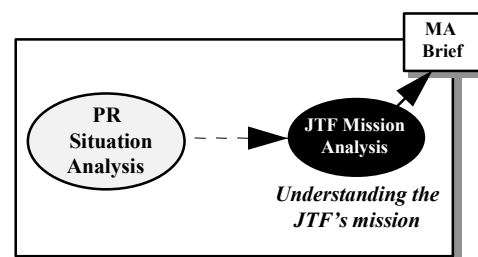 MA
Brief
PR
Situation
Analysis
JTF Mission
Analysis
Understanding the
JTF's mission